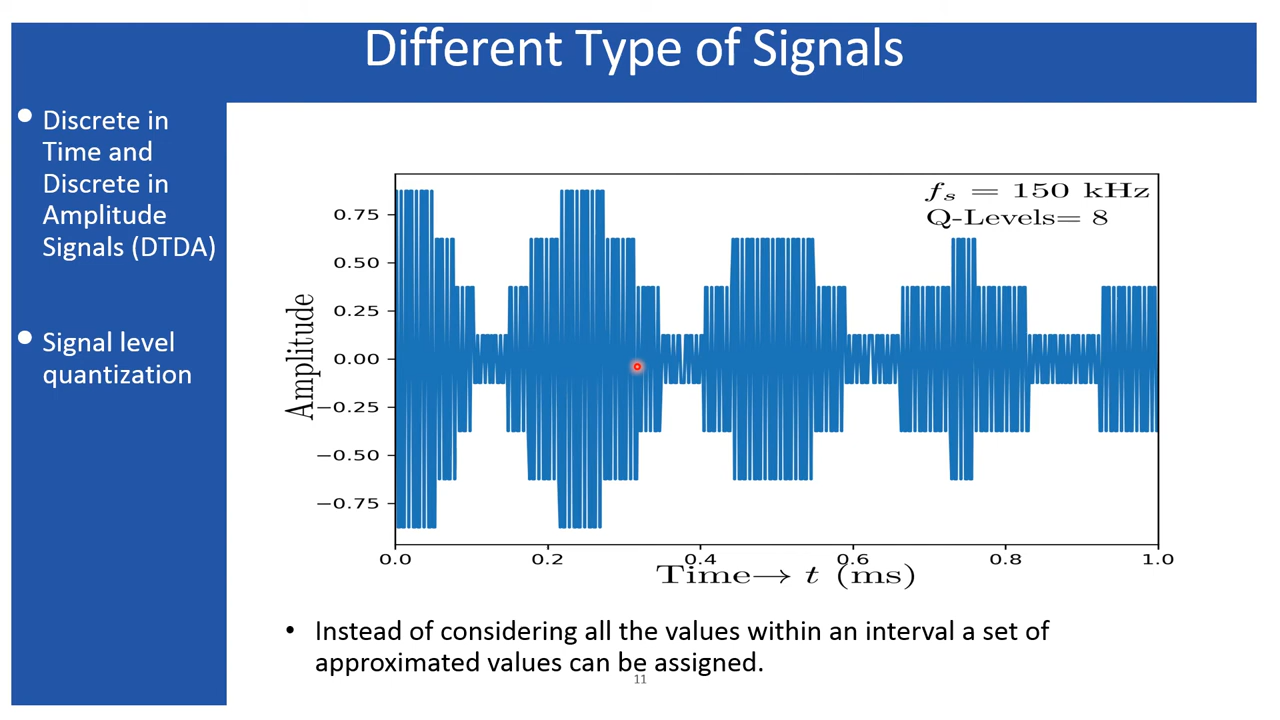 Different Type of Signals
• Discrete in
Time and
Discrete in
Amplitude
Signals (DTDA)
• Signal level
quantization
f_s = 150 kHz
Q-Levels= 8
0.75
0.50
0.25
0.00
−0.25
−0.50
−0.75
Amplitude
0.0 0.2 0.4 0.6 0.8 1.0
Time→ t (ms)
• Instead of considering all the values within an interval a set of
approximated values can be assigned.
11